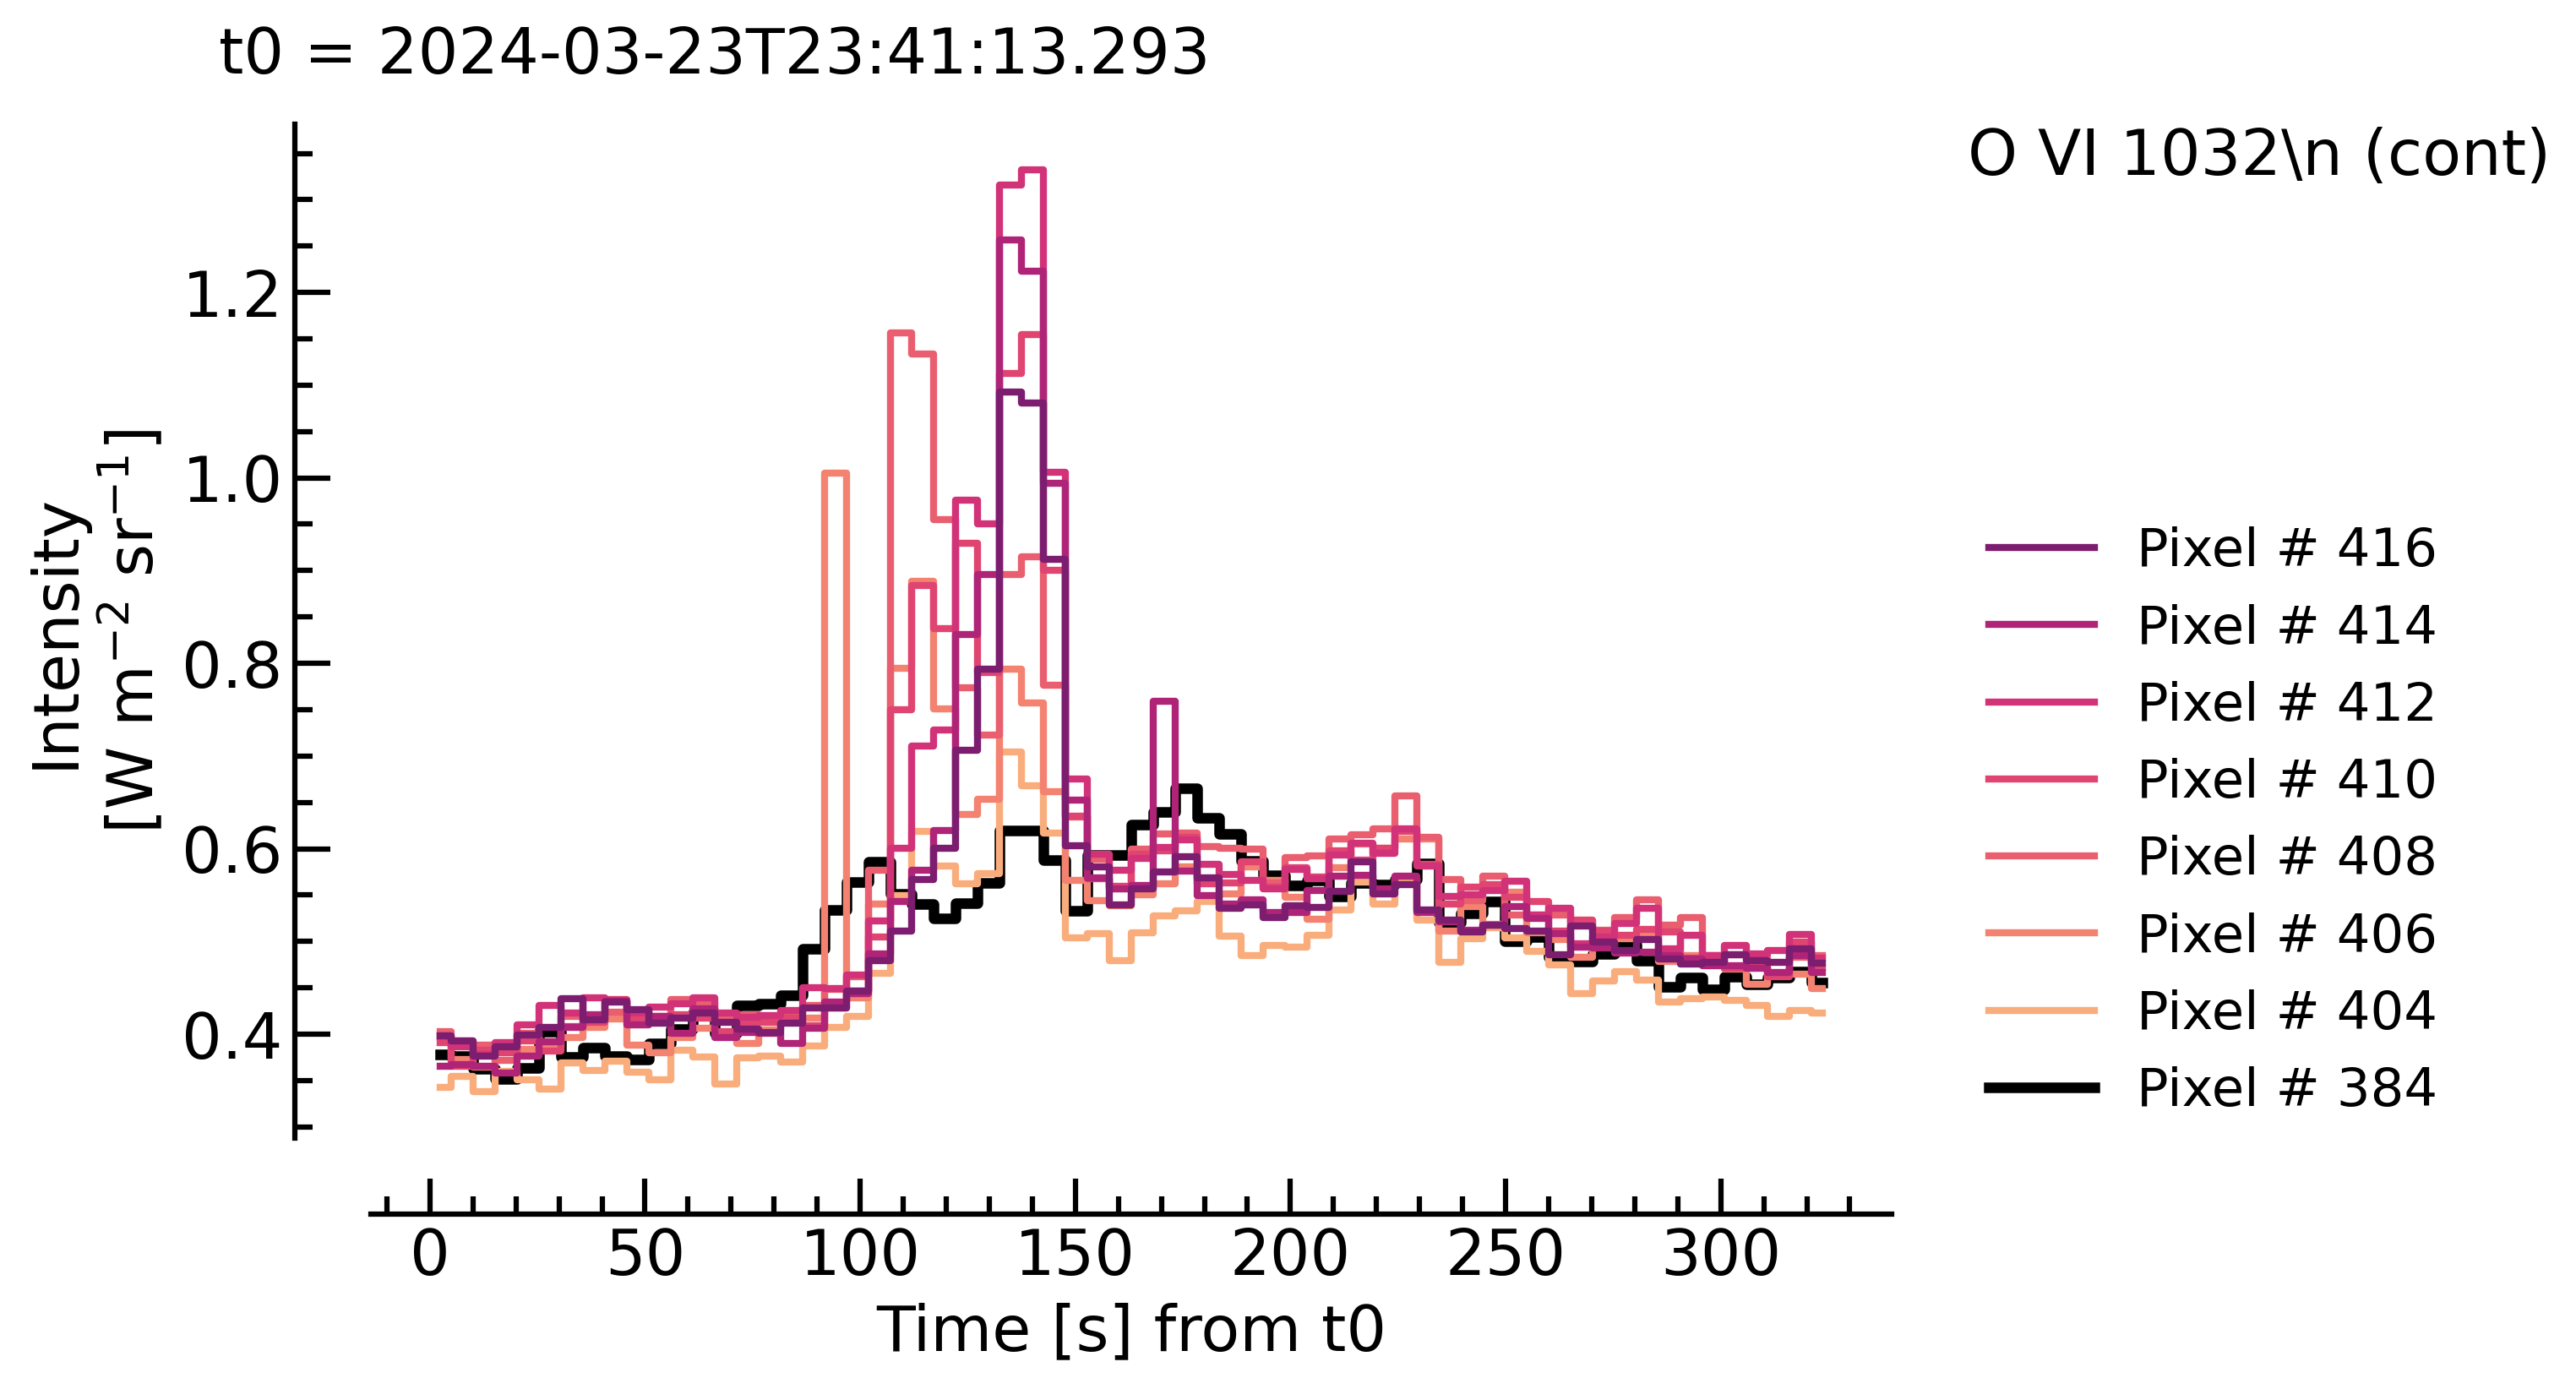 t0 = 2024-03-23T23:41:13.293
O VI 1032\n (cont)
Intensity
[W m⁻² sr⁻¹]
1.2
1.0
0.8
0.6
0.4
Pixel # 416
Pixel # 414
Pixel # 412
Pixel # 410
Pixel # 408
Pixel # 406
Pixel # 404
Pixel # 384
0 50 100 150 200 250 300
Time [s] from t0